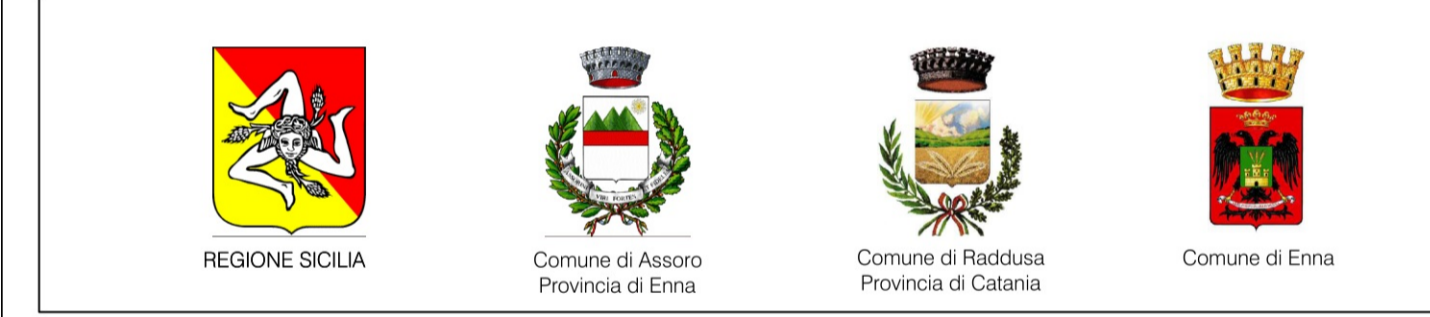 REGIONE SICILIA
Comune di Assoro
Provincia di Enna
Comune di Raddusa
Provincia di Catania
Comune di Enna